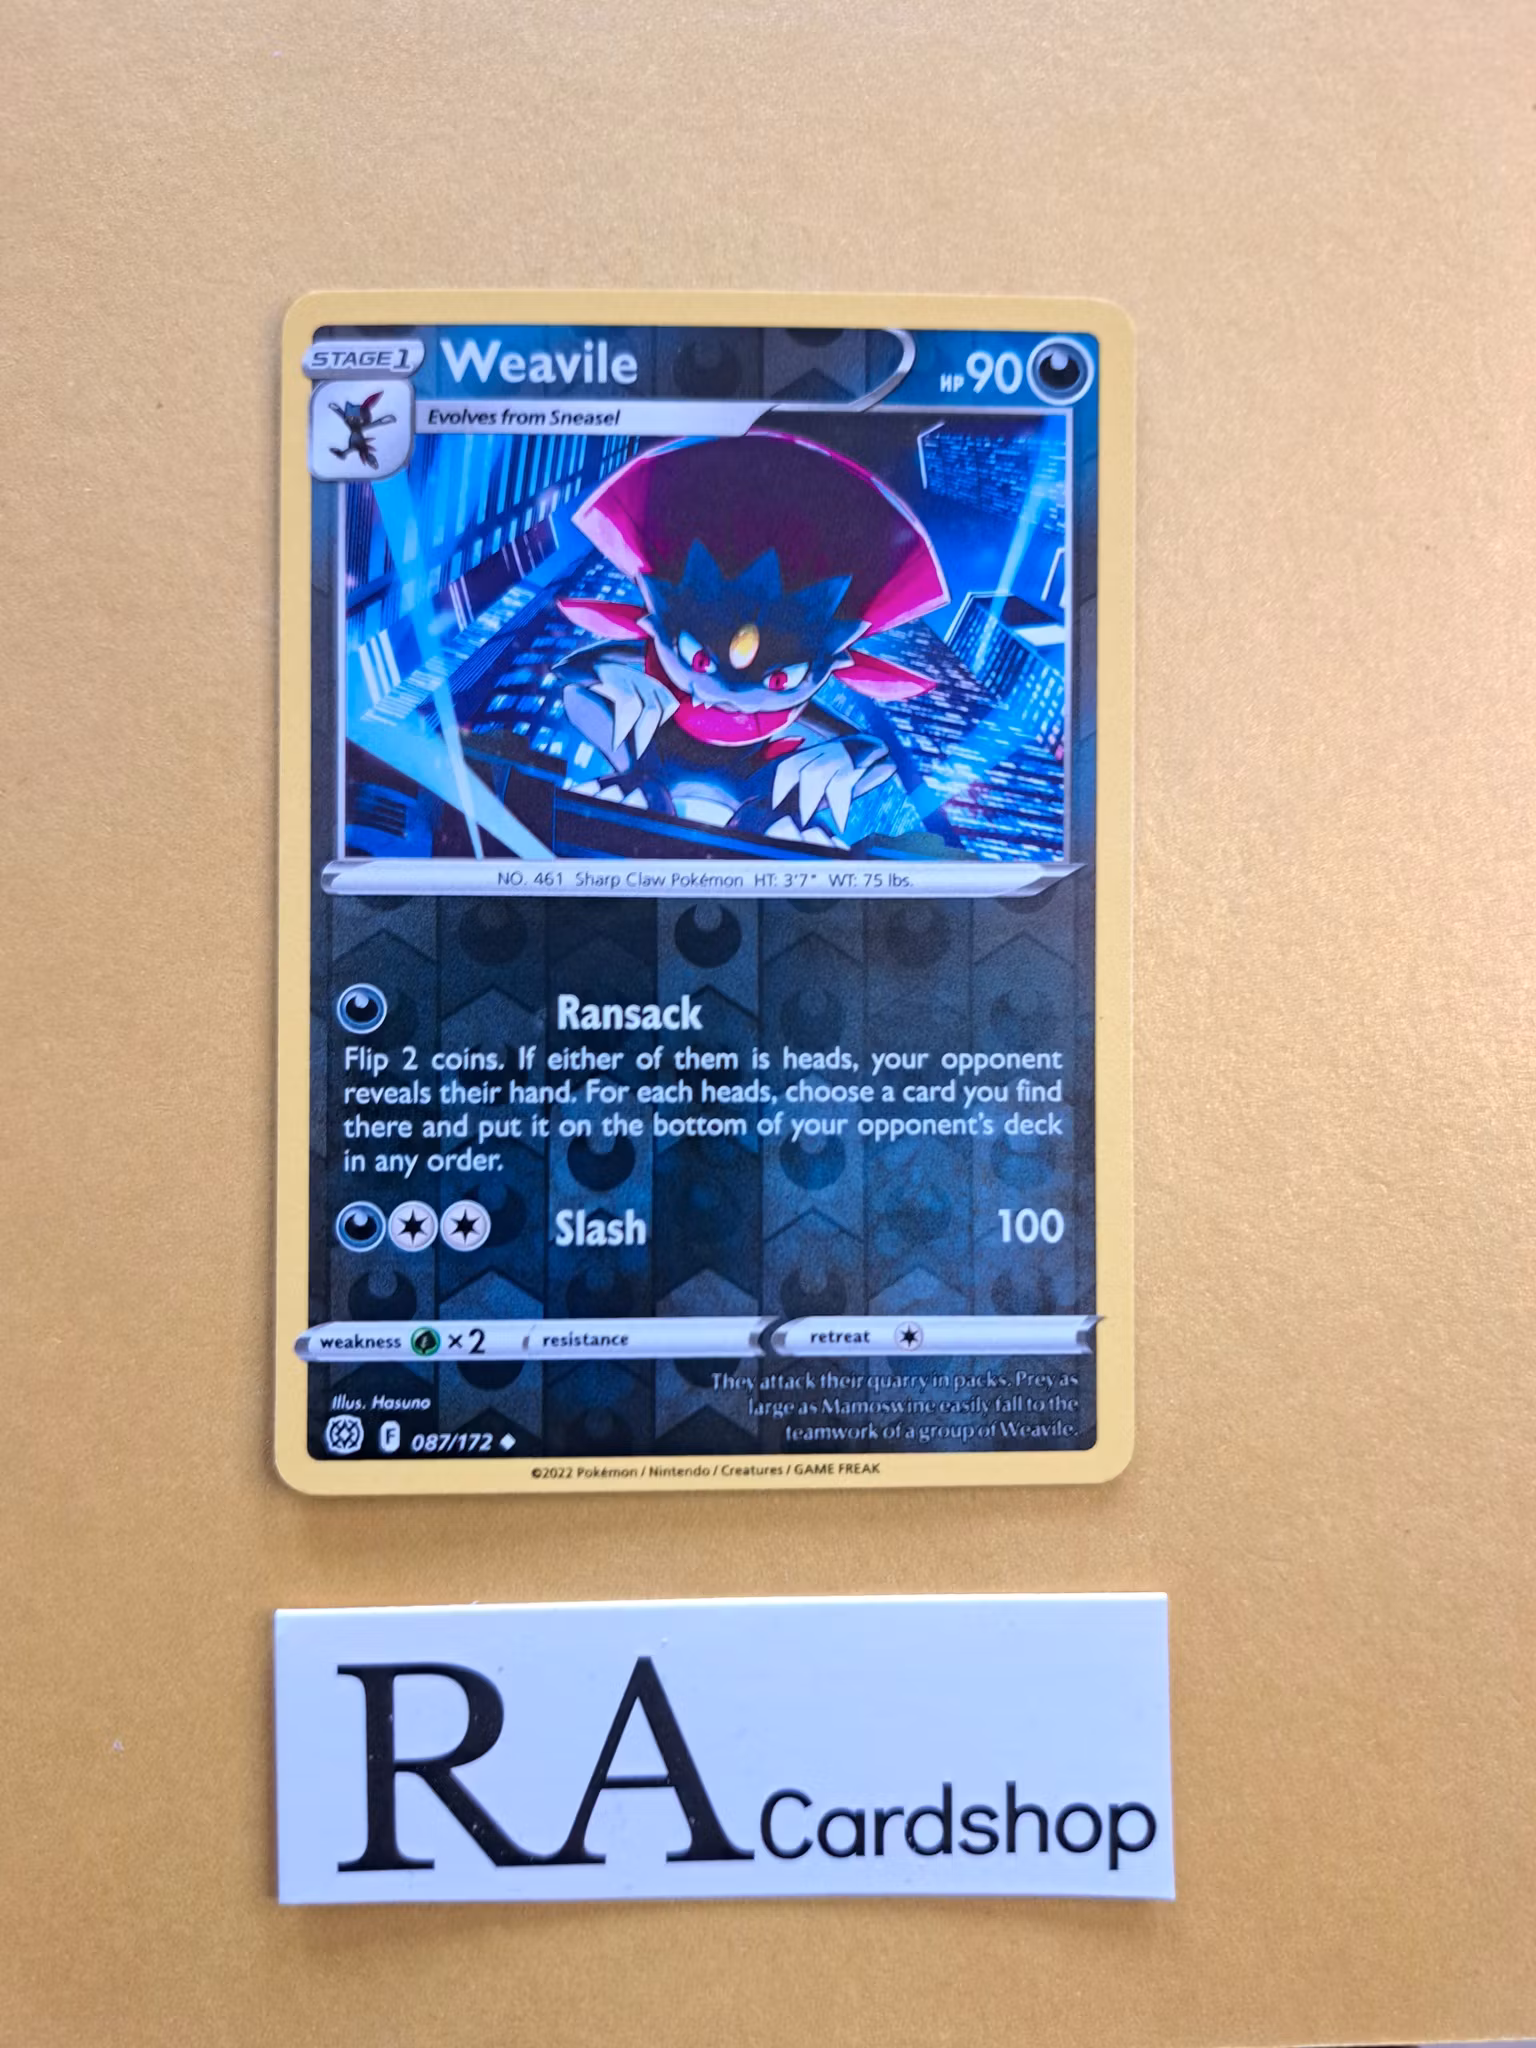 STAGE 1 Weavile HP 90
Evolves from Sneasel
NO. 461 Sharp Claw Pokémon HT: 3'7" WT: 75 lbs.
Ransack
Flip 2 coins. If either of them is heads, your opponent
reveals their hand. For each heads, choose a card you find
there and put it on the bottom of your opponent's deck
in any order.
Slash 100
weakness ×2 resistance retreat
They attack their quarry in packs. Prey as
large as Mamoswine easily fall to the
teamwork of a group of Weavile.
Illus. Hasuno
F 087/172
©2022 Pokémon / Nintendo / Creatures / GAME FREAK
RA Cardshop